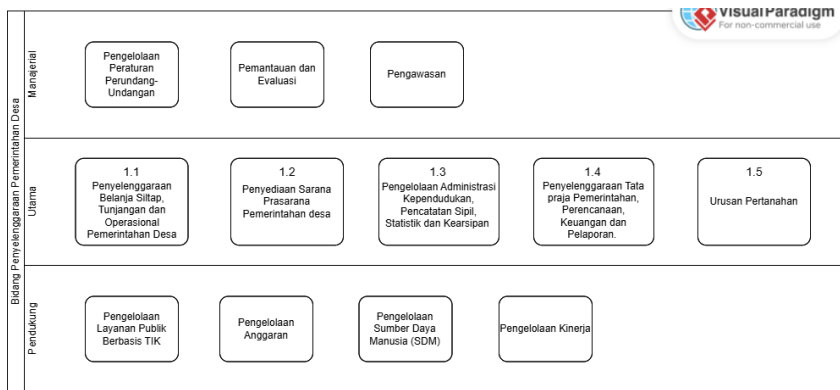 Visual Paradigm
For non-commercial use
Bidang Penyelenggaraan Pemerintahan Desa
Manajerial
Pengelolaan
Peraturan
Perundang-
Undangan
Pemantauan dan
Evaluasi
Pengawasan
Utama
1.1
Penyelenggaraan
Belanja Siltap,
Tunjangan dan
Operasional
Pemerintahan Desa
1.2
Penyediaan Sarana
Prasarana
Pemerintahan desa
1.3
Pengelolaan Administrasi
Kependudukan,
Pencatatan Sipil,
Statistik dan Kearsipan
1.4
Penyelenggaraan Tata
praja Pemerintahan,
Perencanaan,
Keuangan dan
Pelaporan.
1.5
Urusan Pertanahan
Pendukung
Pengelolaan
Layanan Publik
Berbasis TIK
Pengelolaan
Anggaran
Pengelolaan
Sumber Daya
Manusia (SDM)
Pengelolaan Kinerja